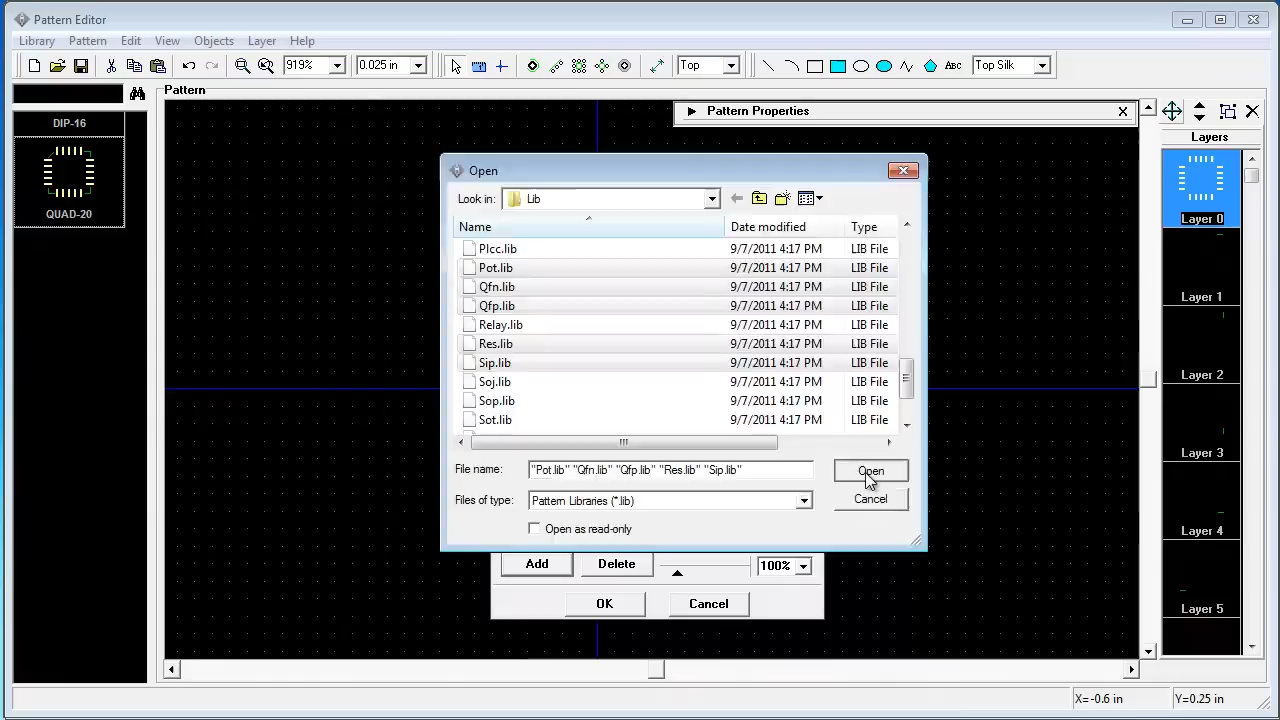 Pattern Editor
Library Pattern Edit View Objects Layer Help
919% 0.025 in Top ABC Top Silk
Pattern
Pattern Properties
DIP-16
QUAD-20
Layers
Layer 0
Layer 1
Layer 2
Layer 3
Layer 4
Layer 5
Open
Look in: Lib
Name Date modified Type
Plcc.lib 9/7/2011 4:17 PM LIB File
Pot.lib 9/7/2011 4:17 PM LIB File
Qfn.lib 9/7/2011 4:17 PM LIB File
Qfp.lib 9/7/2011 4:17 PM LIB File
Relay.lib 9/7/2011 4:17 PM LIB File
Res.lib 9/7/2011 4:17 PM LIB File
Sip.lib 9/7/2011 4:17 PM LIB File
Soj.lib 9/7/2011 4:17 PM LIB File
Sop.lib 9/7/2011 4:17 PM LIB File
Sot.lib 9/7/2011 4:17 PM LIB File
File name: "Pot.lib" "Qfn.lib" "Qfp.lib" "Res.lib" "Sip.lib" Open
Files of type: Pattern Libraries (*.lib) Cancel
Open as read-only
Add Delete 100%
OK Cancel
X=-0.6 in Y=0.25 in